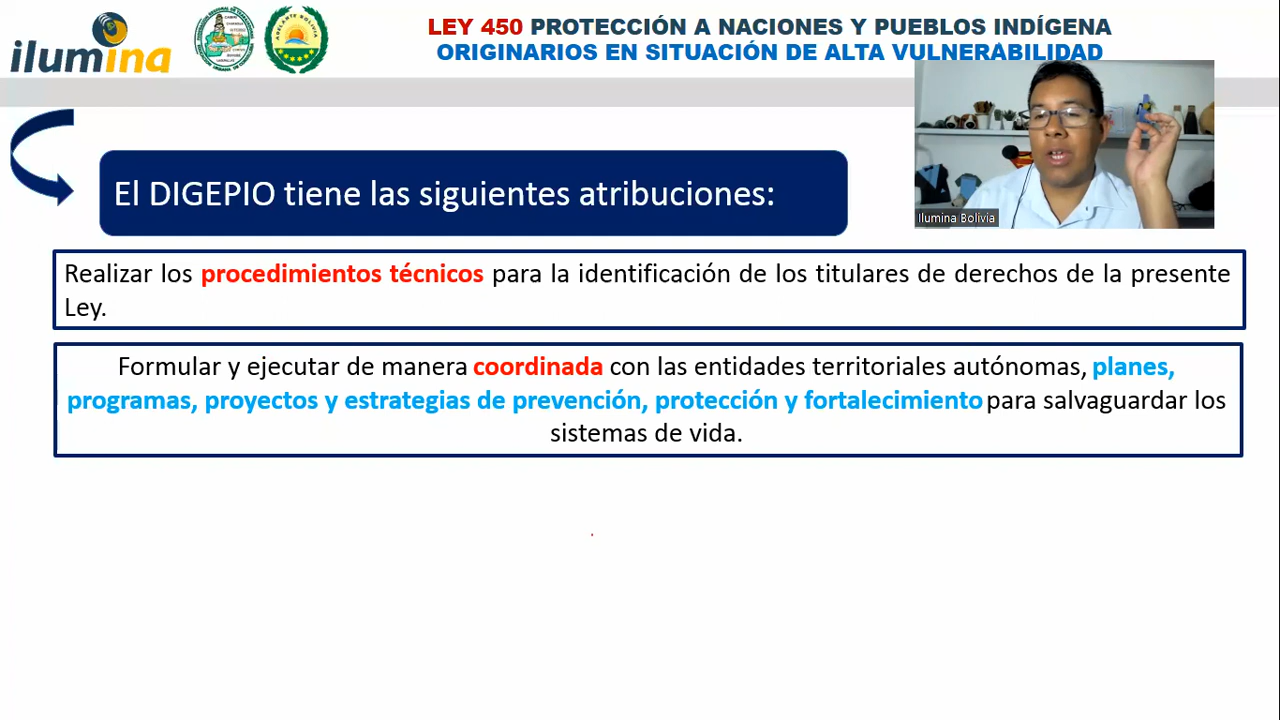 ilumina
ADELANTE BOLIVIA
LEY 450 PROTECCIÓN A NACIONES Y PUEBLOS INDÍGENA
ORIGINARIOS EN SITUACIÓN DE ALTA VULNERABILIDAD
Ilumina Bolivia
El DIGEPIO tiene las siguientes atribuciones:
Realizar los procedimientos técnicos para la identificación de los titulares de derechos de la presente
Ley.
Formular y ejecutar de manera coordinada con las entidades territoriales autónomas, planes,
programas, proyectos y estrategias de prevención, protección y fortalecimiento para salvaguardar los
sistemas de vida.